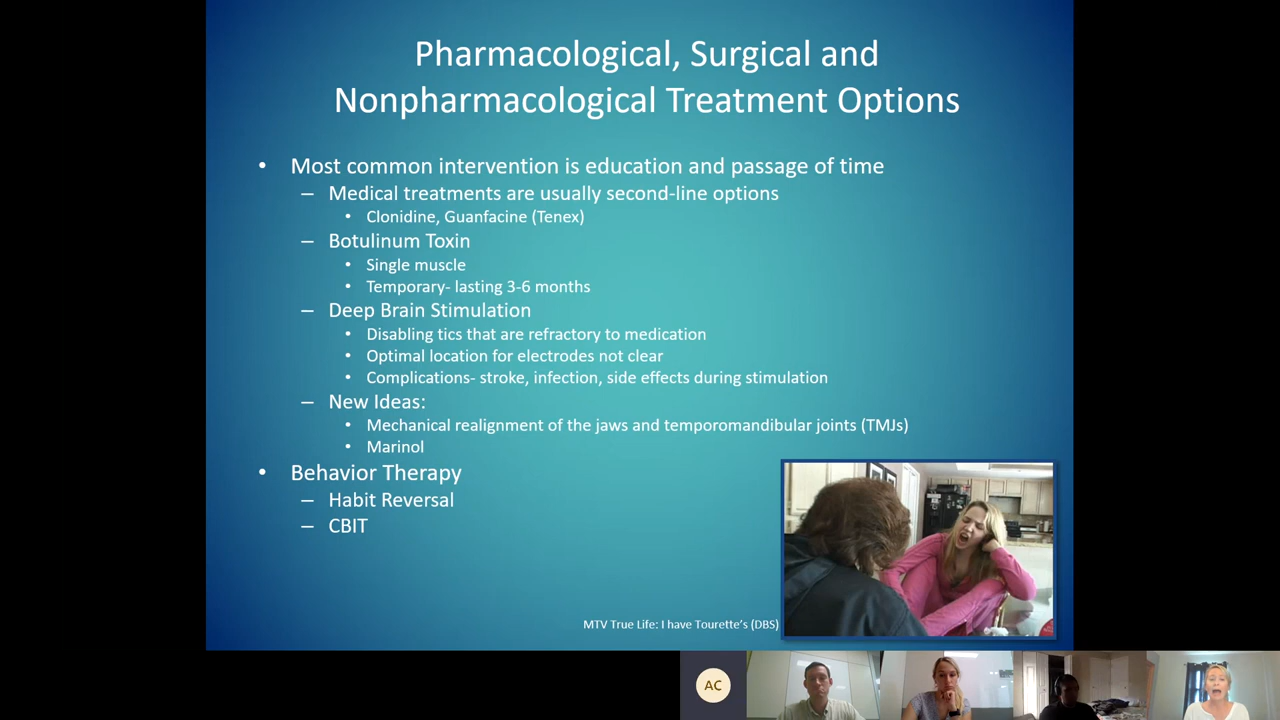 Pharmacological, Surgical and
Nonpharmacological Treatment Options
• Most common intervention is education and passage of time
– Medical treatments are usually second-line options
• Clonidine, Guanfacine (Tenex)
– Botulinum Toxin
• Single muscle
• Temporary- lasting 3-6 months
– Deep Brain Stimulation
• Disabling tics that are refractory to medication
• Optimal location for electrodes not clear
• Complications- stroke, infection, side effects during stimulation
– New Ideas:
• Mechanical realignment of the jaws and temporomandibular joints (TMJs)
• Marinol
• Behavior Therapy
– Habit Reversal
– CBIT
MTV True Life: I have Tourette’s (DBS)
AC